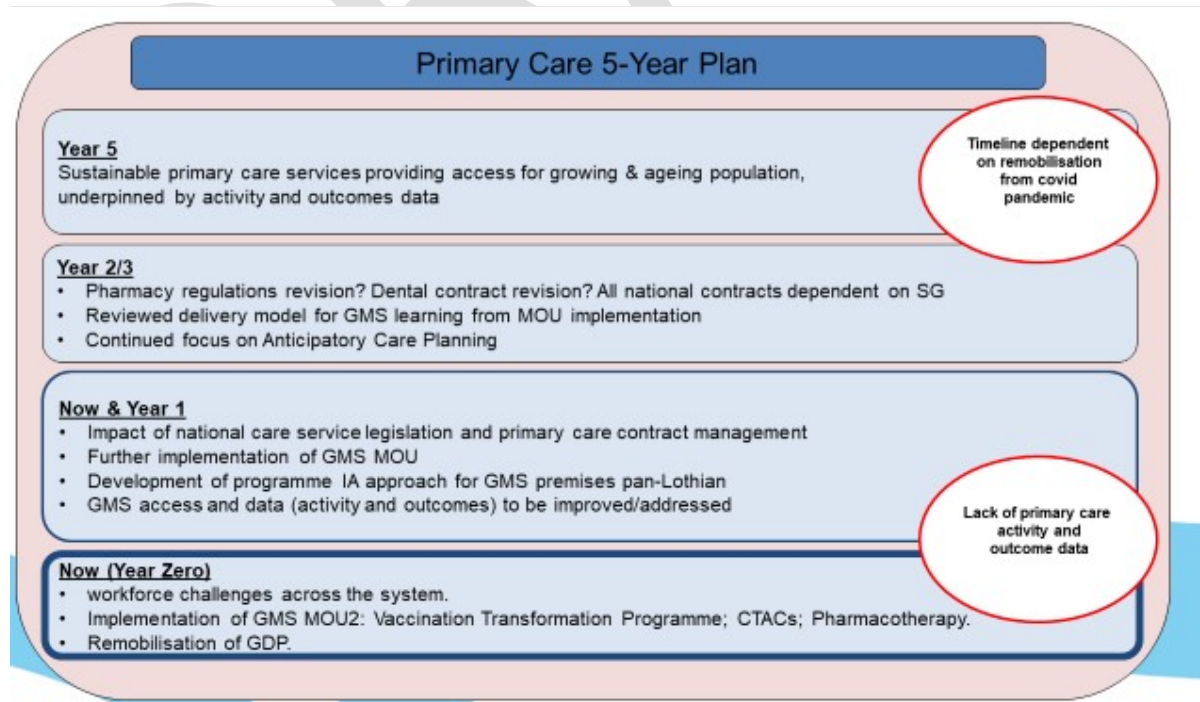 Primary Care 5-Year Plan
Year 5
Sustainable primary care services providing access for growing & ageing population,
underpinned by activity and outcomes data
Timeline dependent
on remobilisation
from covid
pandemic
Year 2/3
• Pharmacy regulations revision? Dental contract revision? All national contracts dependent on SG
• Reviewed delivery model for GMS learning from MOU implementation
• Continued focus on Anticipatory Care Planning
Now & Year 1
• Impact of national care service legislation and primary care contract management
• Further implementation of GMS MOU
• Development of programme IA approach for GMS premises pan-Lothian
• GMS access and data (activity and outcomes) to be improved/addressed
Lack of primary care
activity and
outcome data
Now (Year Zero)
• workforce challenges across the system.
• Implementation of GMS MOU2: Vaccination Transformation Programme; CTACs; Pharmacotherapy.
• Remobilisation of GDP.